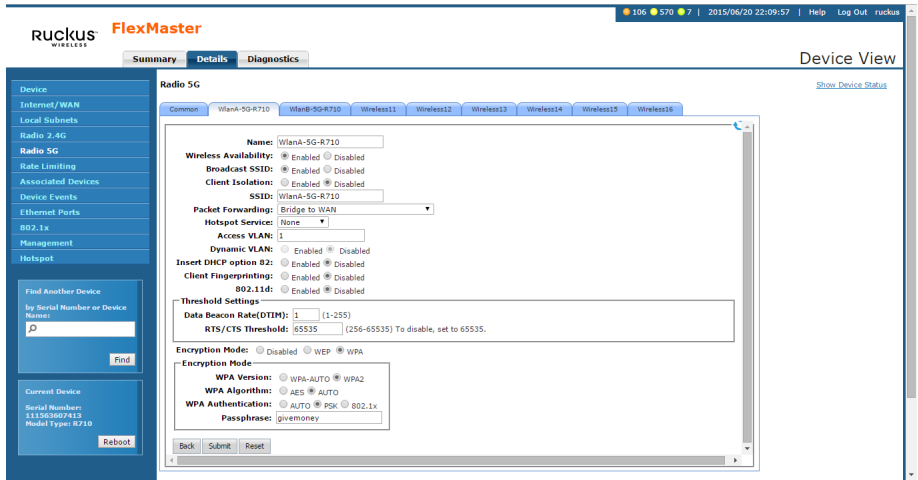 106 570 7 | 2015/06/20 22:09:57 | Help Log Out ruckus
Ruckus WIRELESS FlexMaster
Summary Details Diagnostics
Device View
Device
Internet/WAN
Local Subnets
Radio 2.4G
Radio 5G
Rate Limiting
Associated Devices
Device Events
Ethernet Ports
802.1x
Management
Hotspot
Find Another Device
by Serial Number or Device
Name:
Find
Current Device
Serial Number:
111563607413
Model Type: R710
Reboot
Radio 5G
Show Device Status
Common WlanA-5G-R710 WlanB-5G-R710 Wireless11 Wireless12 Wireless13 Wireless14 Wireless15 Wireless16
Name: WlanA-5G-R710
Wireless Availability: Enabled Disabled
Broadcast SSID: Enabled Disabled
Client Isolation: Enabled Disabled
SSID: WlanA-5G-R710
Packet Forwarding: Bridge to WAN
Hotspot Service: None
Access VLAN: 1
Dynamic VLAN: Enabled Disabled
Insert DHCP option 82: Enabled Disabled
Client Fingerprinting: Enabled Disabled
802.11d: Enabled Disabled
Threshold Settings
Data Beacon Rate(DTIM): 1 (1-255)
RTS/CTS Threshold: 65535 (256-65535) To disable, set to 65535.
Encryption Mode: Disabled WEP WPA
Encryption Mode
WPA Version: WPA-AUTO WPA2
WPA Algorithm: AES AUTO
WPA Authentication: AUTO PSK 802.1x
Passphrase: givemoney
Back Submit Reset